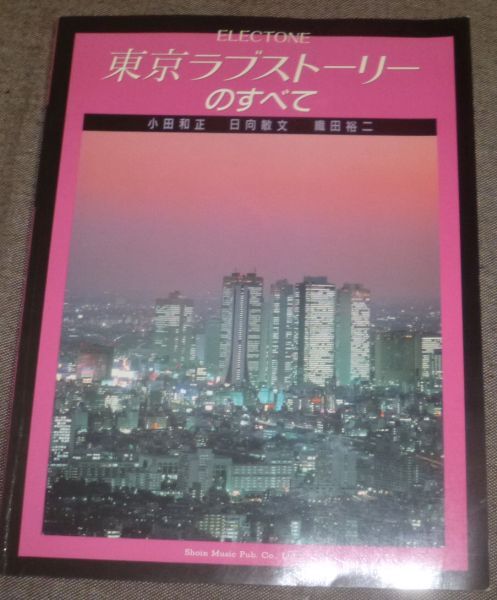 ELECTONE
東京ラブストーリー
のすべて
小田和正 日向敏文 織田裕二
Shoin Music Pub. Co.,